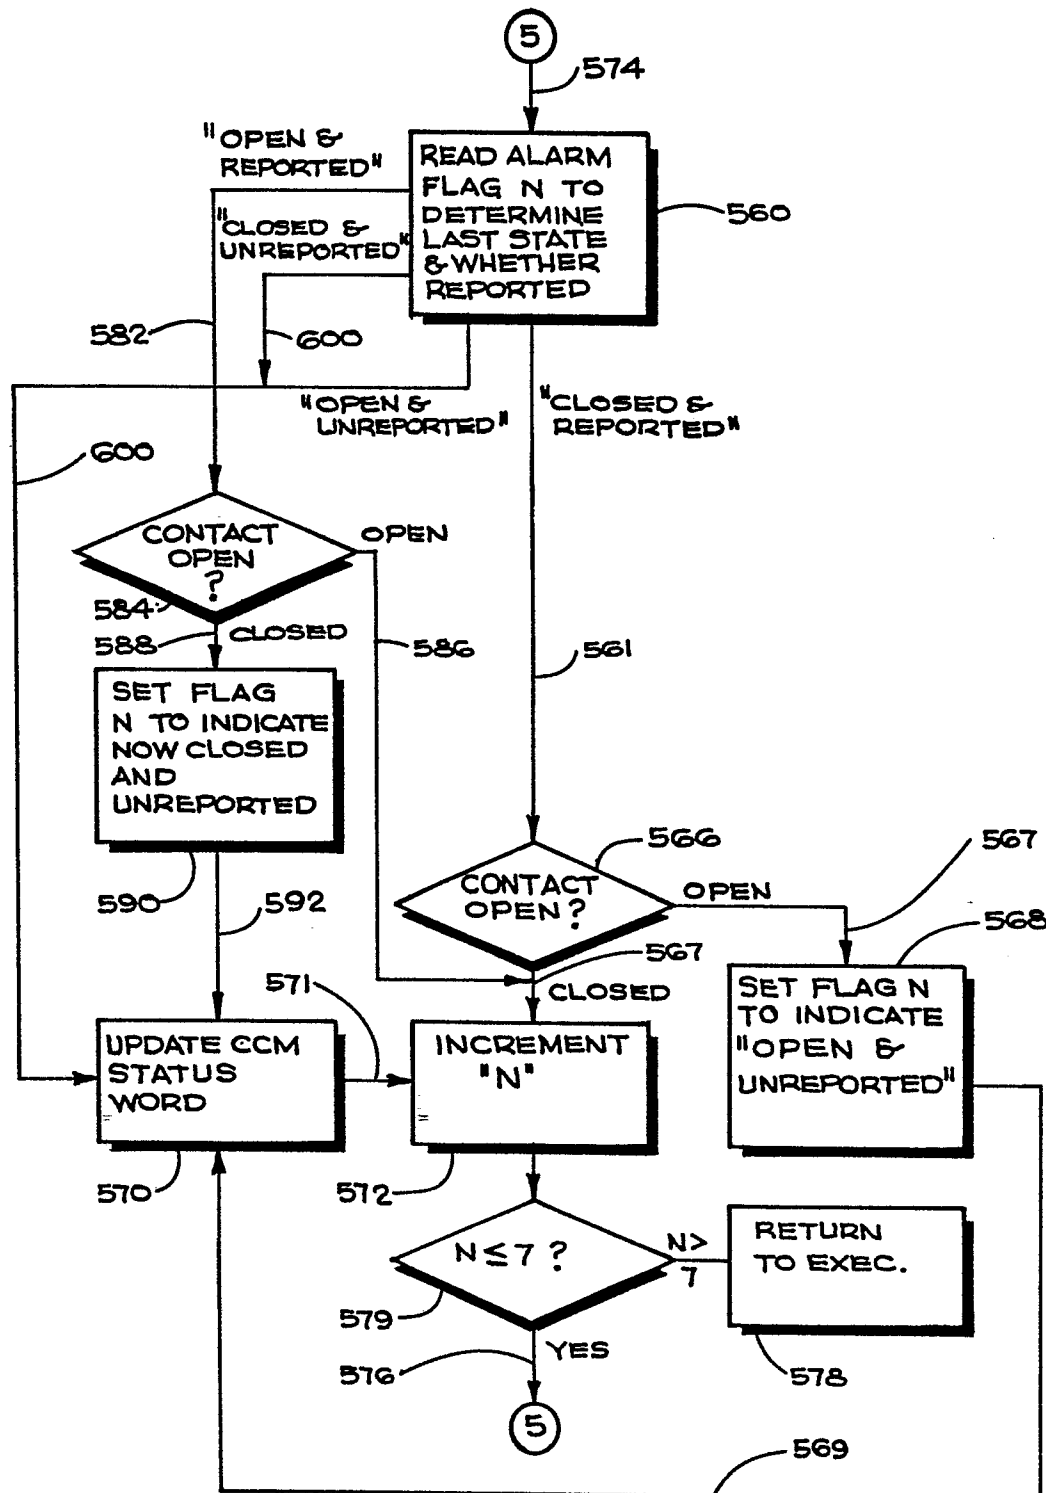 5
574
"OPEN &
REPORTED"
READ ALARM
FLAG N TO
DETERMINE
LAST STATE
& WHETHER
REPORTED
560
"CLOSED &
UNREPORTED"
582
600
"OPEN &
UNREPORTED"
"CLOSED &
REPORTED"
600
CONTACT
OPEN
?
OPEN
584
588
CLOSED
586
561
SET FLAG
N TO INDICATE
NOW CLOSED
AND
UNREPORTED
590
592
566
567
CONTACT
OPEN?
OPEN
568
567
CLOSED
571
SET FLAG N
TO INDICATE
"OPEN &
UNREPORTED"
UPDATE CCM
STATUS
WORD
INCREMENT
"N"
570
572
N≤7?
N>
7
RETURN
TO EXEC.
579
576
YES
578
5
569